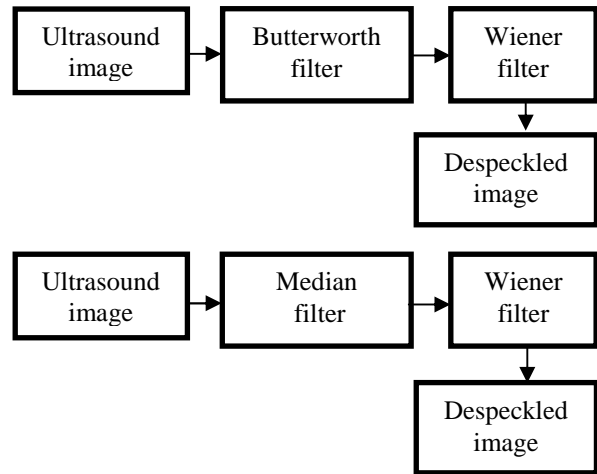 Ultrasound
image
Butterworth
filter
Wiener
filter
Despeckled
image
Ultrasound
image
Median
filter
Wiener
filter
Despeckled
image